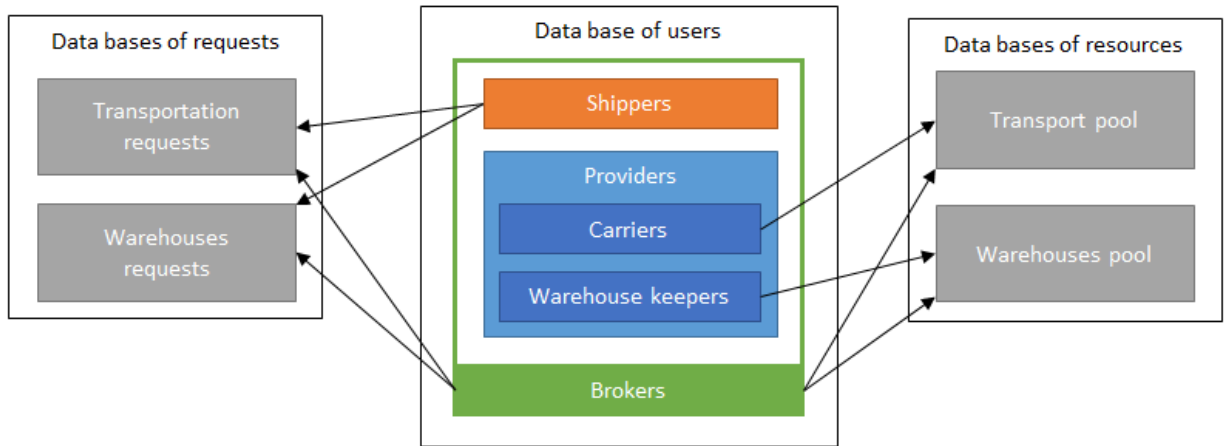 Data bases of requests
Transportation
requests
Warehouses
requests
Data base of users
Shippers
Providers
Carriers
Warehouse keepers
Brokers
Data bases of resources
Transport pool
Warehouses pool